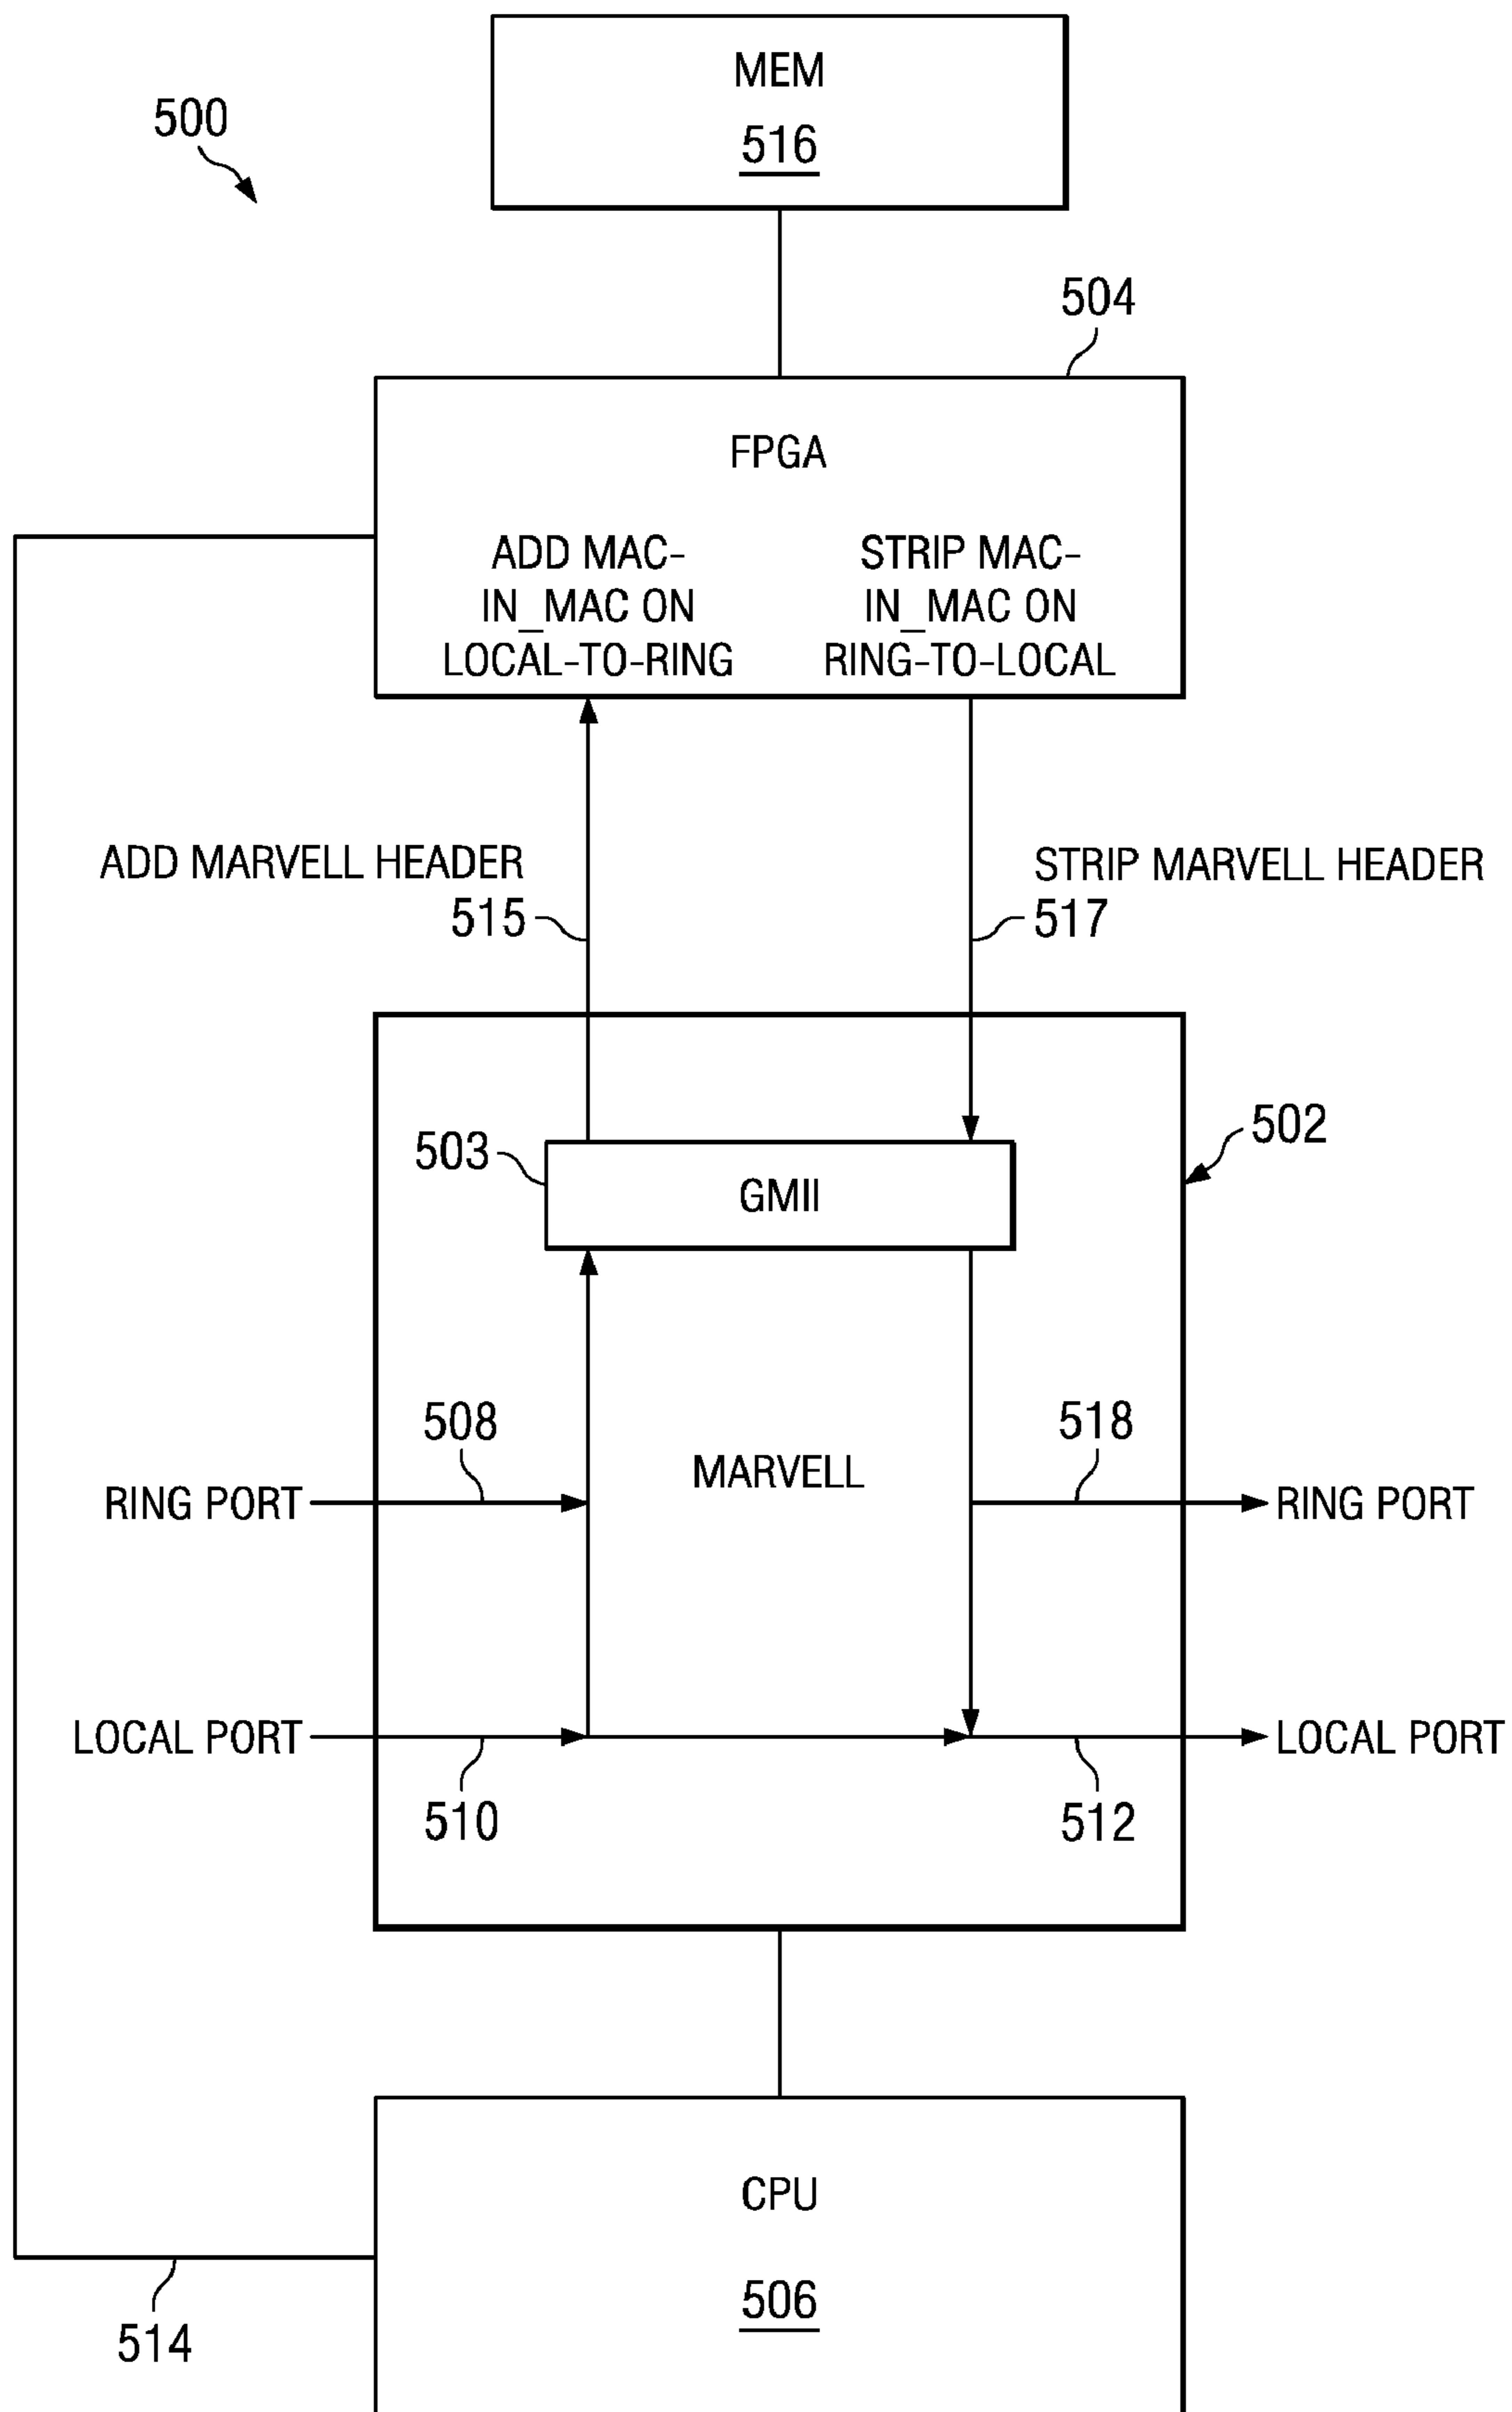 MEM
500
516
504
FPGA
ADD MAC-
IN_MAC ON
LOCAL-TO-RING
STRIP MAC-
IN_MAC ON
RING-TO-LOCAL
ADD MARVELL HEADER
515
STRIP MARVELL HEADER
517
502
503
GMII
508
518
MARVELL
RING PORT
RING PORT
LOCAL PORT
LOCAL PORT
510
512
CPU
506
514